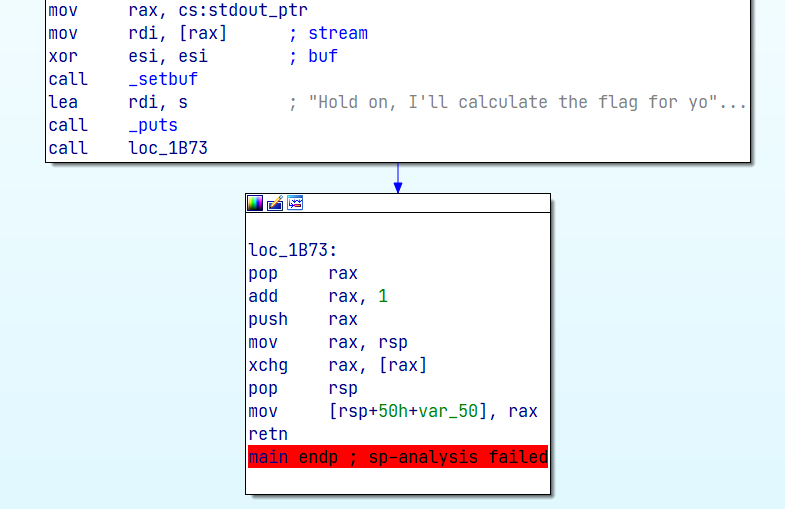 mov rax, cs:stdout_ptr
mov rdi, [rax] ; stream
xor esi, esi ; buf
call _setbuf
lea rdi, s ; "Hold on, I'll calculate the flag for yo"...
call _puts
call loc_1B73
loc_1B73:
pop rax
add rax, 1
push rax
mov rax, rsp
xchg rax, [rax]
pop rsp
mov [rsp+50h+var_50], rax
retn
main endp ; sp-analysis failed